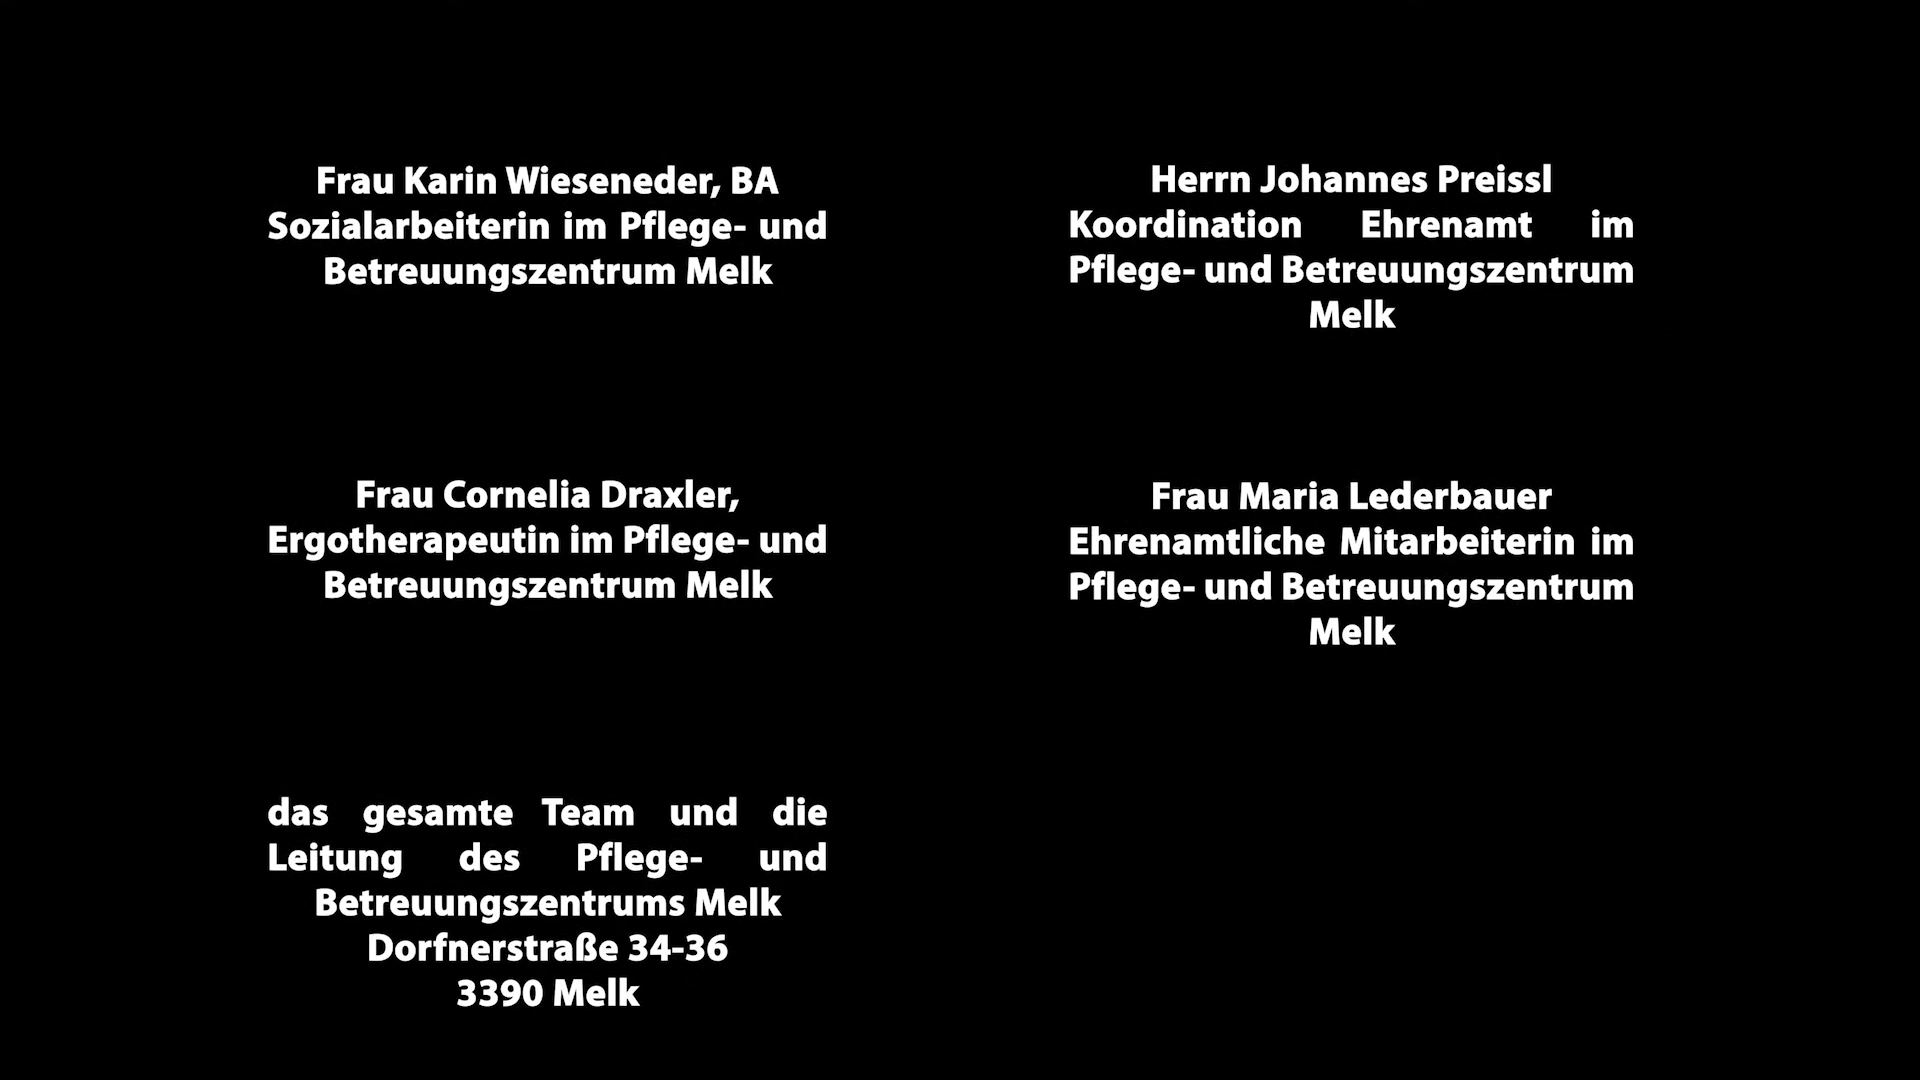 Frau Karin Wieseneder, BA
Sozialarbeiterin im Pflege- und
Betreuungszentrum Melk
Herrn Johannes Preissl
Koordination Ehrenamt im
Pflege- und Betreuungszentrum
Melk
Frau Cornelia Draxler,
Ergotherapeutin im Pflege- und
Betreuungszentrum Melk
Frau Maria Lederbauer
Ehrenamtliche Mitarbeiterin im
Pflege- und Betreuungszentrum
Melk
das gesamte Team und die
Leitung des Pflege- und
Betreuungszentrums Melk
Dorfnerstraße 34-36
3390 Melk